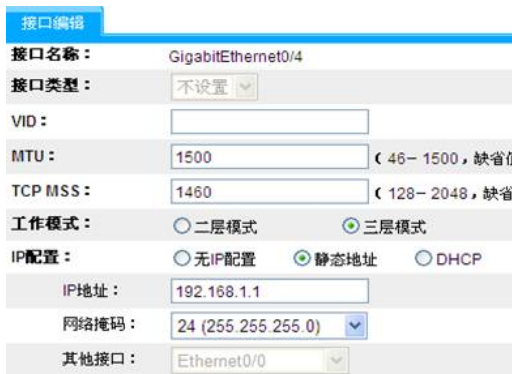 接口编辑
接口名称： GigabitEthernet0/4
接口类型： 不设置
VID：
MTU： 1500 （ 46– 1500，缺省
TCP MSS： 1460 （ 128– 2048，缺省
工作模式： 二层模式 三层模式
IP配置： 无IP配置 静态地址 DHCP
IP地址： 192.168.1.1
网络掩码： 24 (255.255.255.0)
其他接口： Ethernet0/0